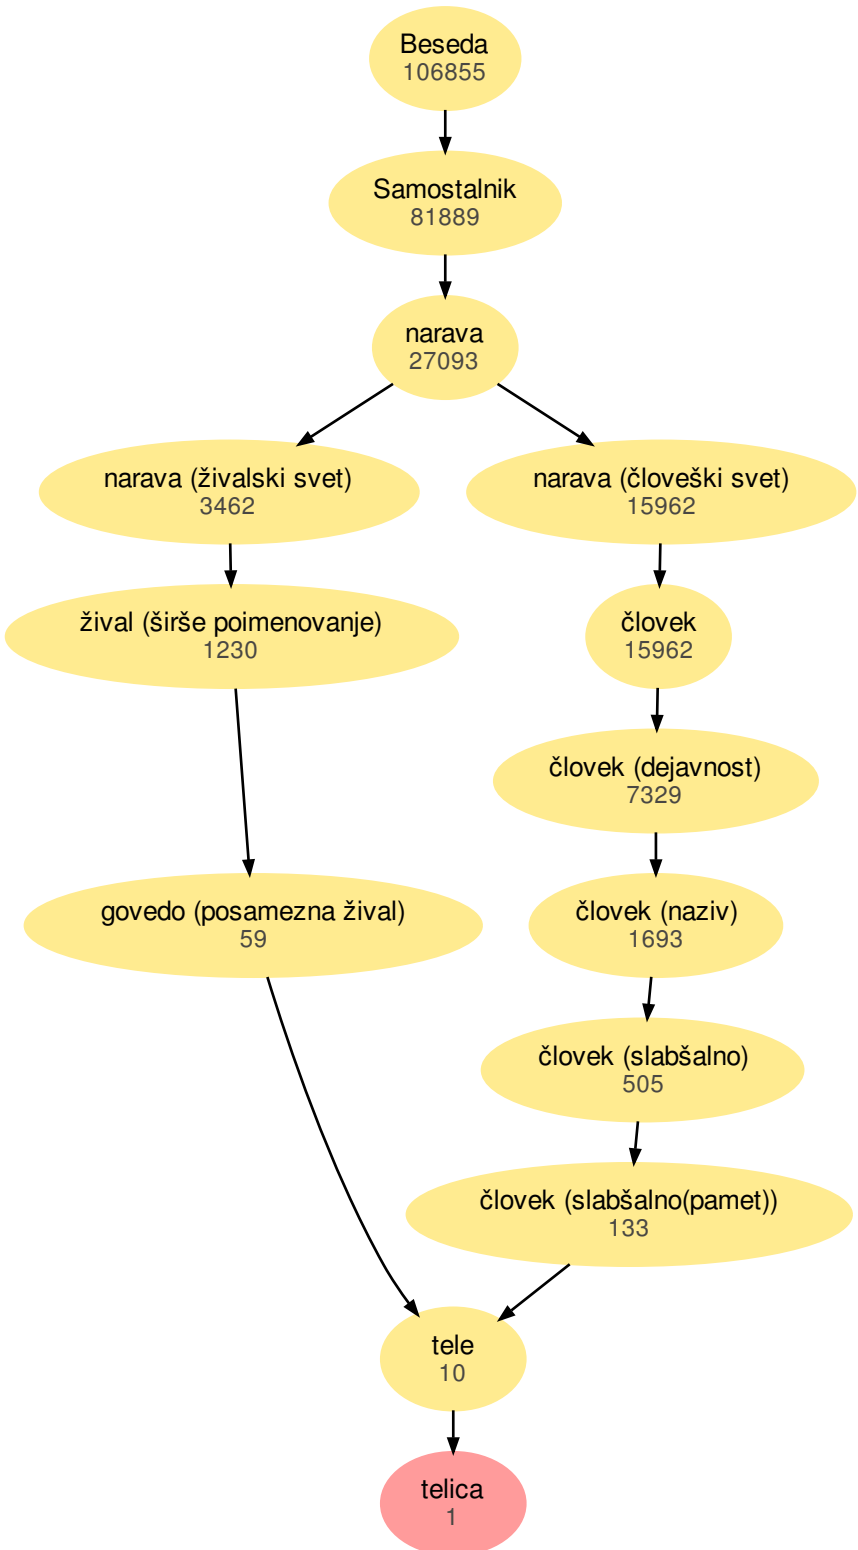 Beseda
106855
Samostalnik
81889
narava
27093
narava (živalski svet)
3462
narava (človeški svet)
15962
žival (širše poimenovanje)
1230
človek
15962
človek (dejavnost)
7329
govedo (posamezna žival)
59
človek (naziv)
1693
človek (slabšalno)
505
človek (slabšalno(pamet))
133
tele
10
telica
1